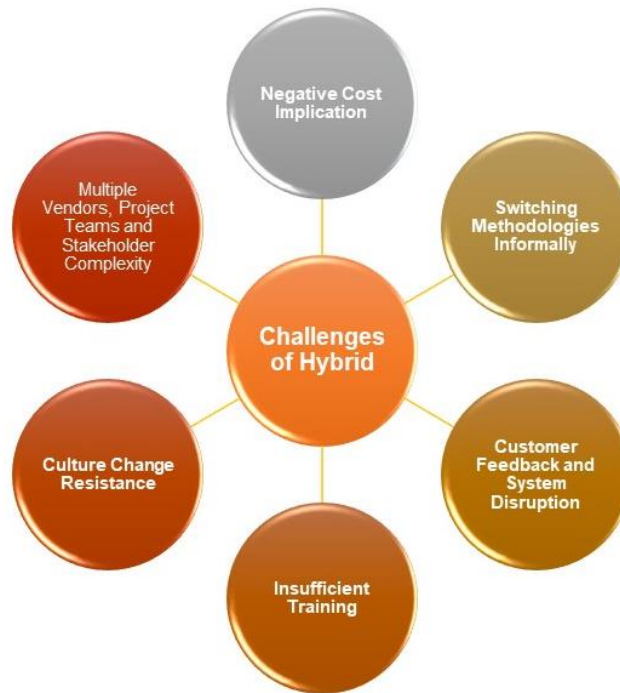 Negative Cost
Implication
Multiple
Vendors, Project
Teams and
Stakeholder
Complexity
Switching
Methodologies
Informally
Challenges
of Hybrid
Culture Change
Resistance
Customer
Feedback and
System
Disruption
Insufficient
Training